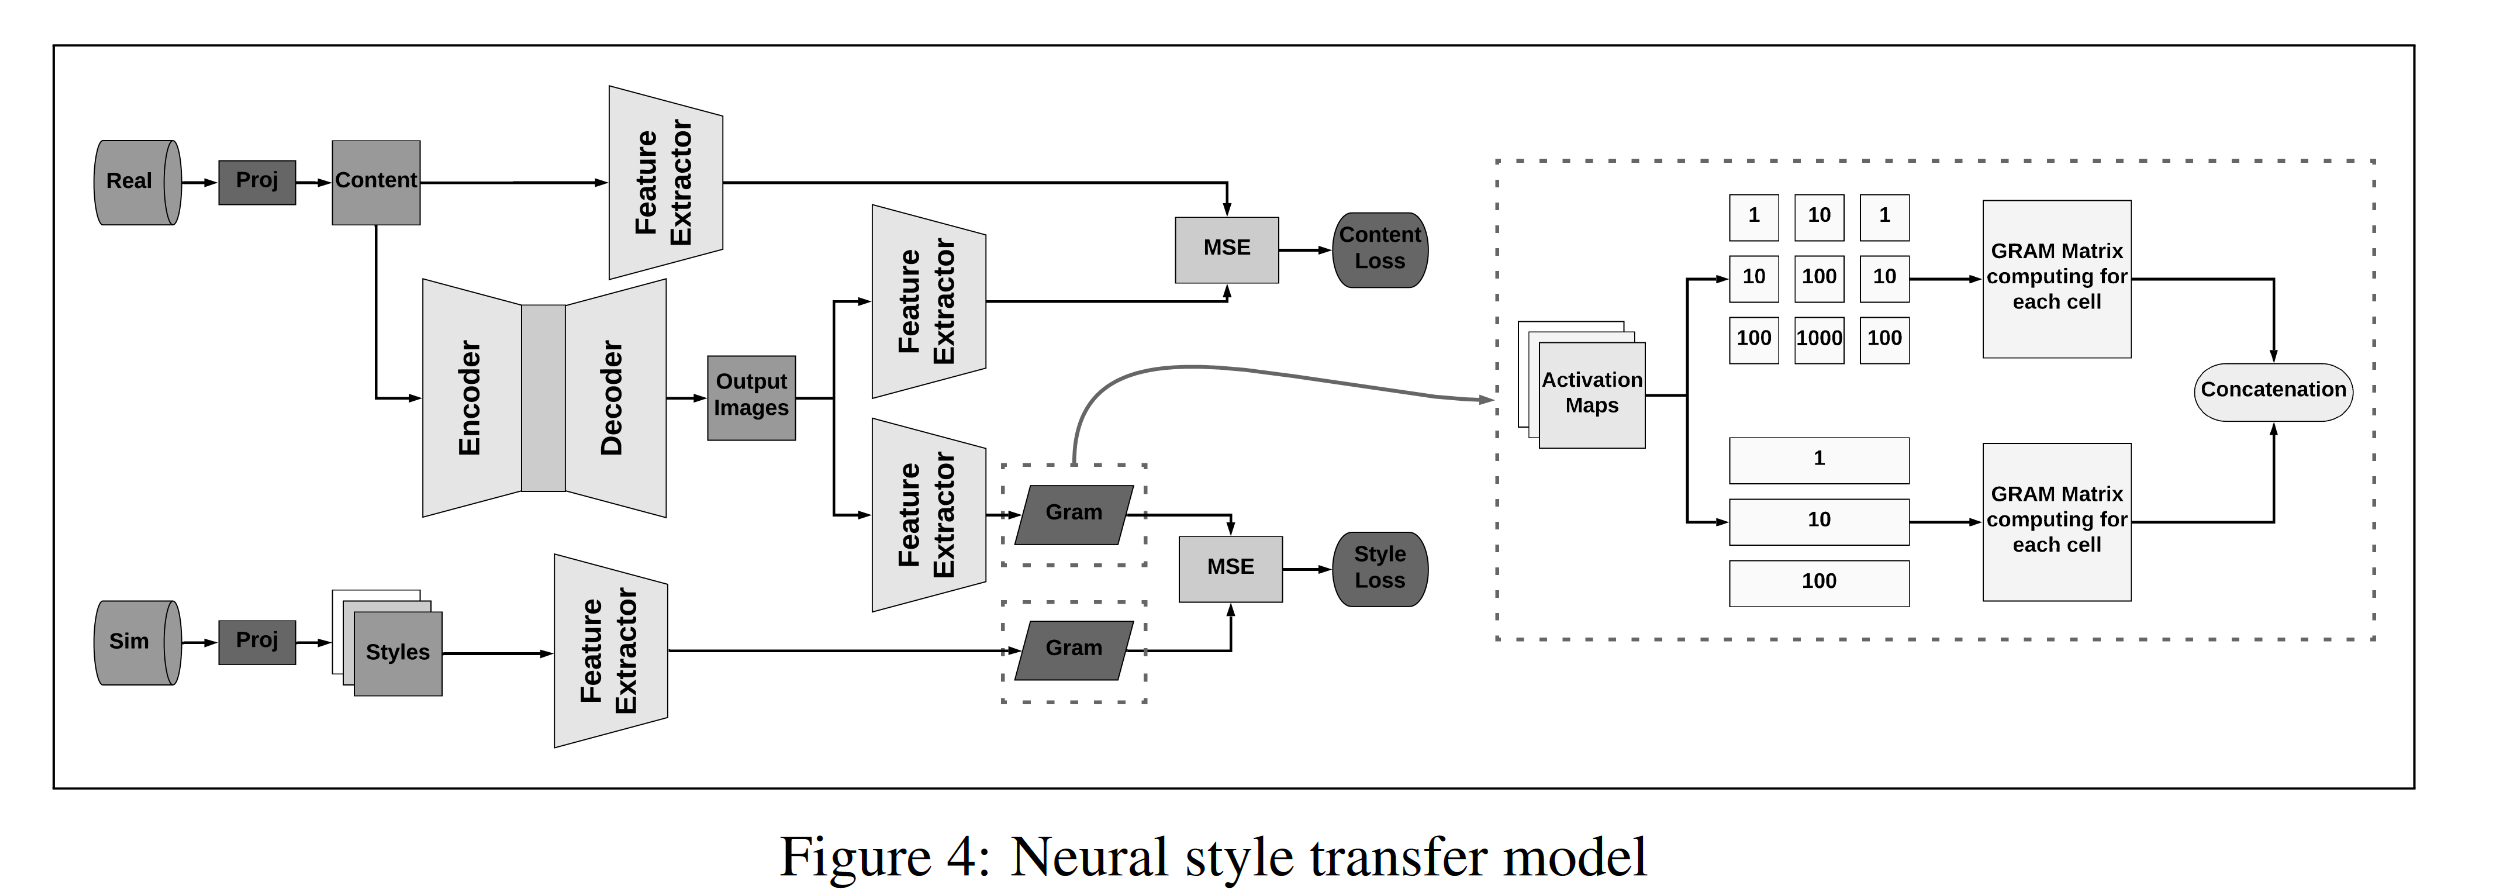 Real
Proj
Content
Feature
Extractor
Encoder
Decoder
Output
Images
Feature
Extractor
MSE
Content
Loss
Feature
Extractor
Gram
MSE
Style
Loss
Sim
Proj
Styles
Feature
Extractor
Gram
Activation
Maps
1 10 1
10 100 10
100 1000 100
GRAM Matrix
computing for
each cell
1
10
100
GRAM Matrix
computing for
each cell
Concatenation
Figure 4: Neural style transfer model